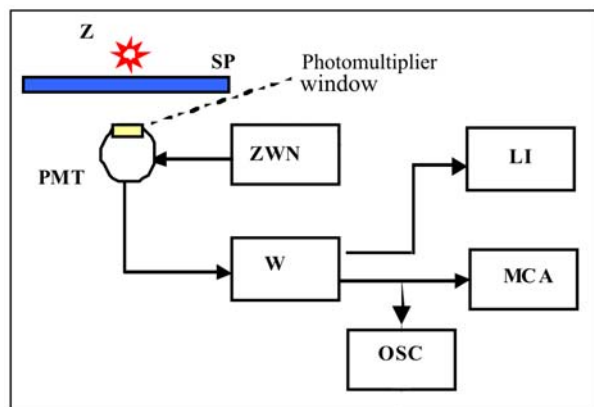 Z
SP
Photomultiplier
window
PMT
ZWN
LI
W
MCA
OSC